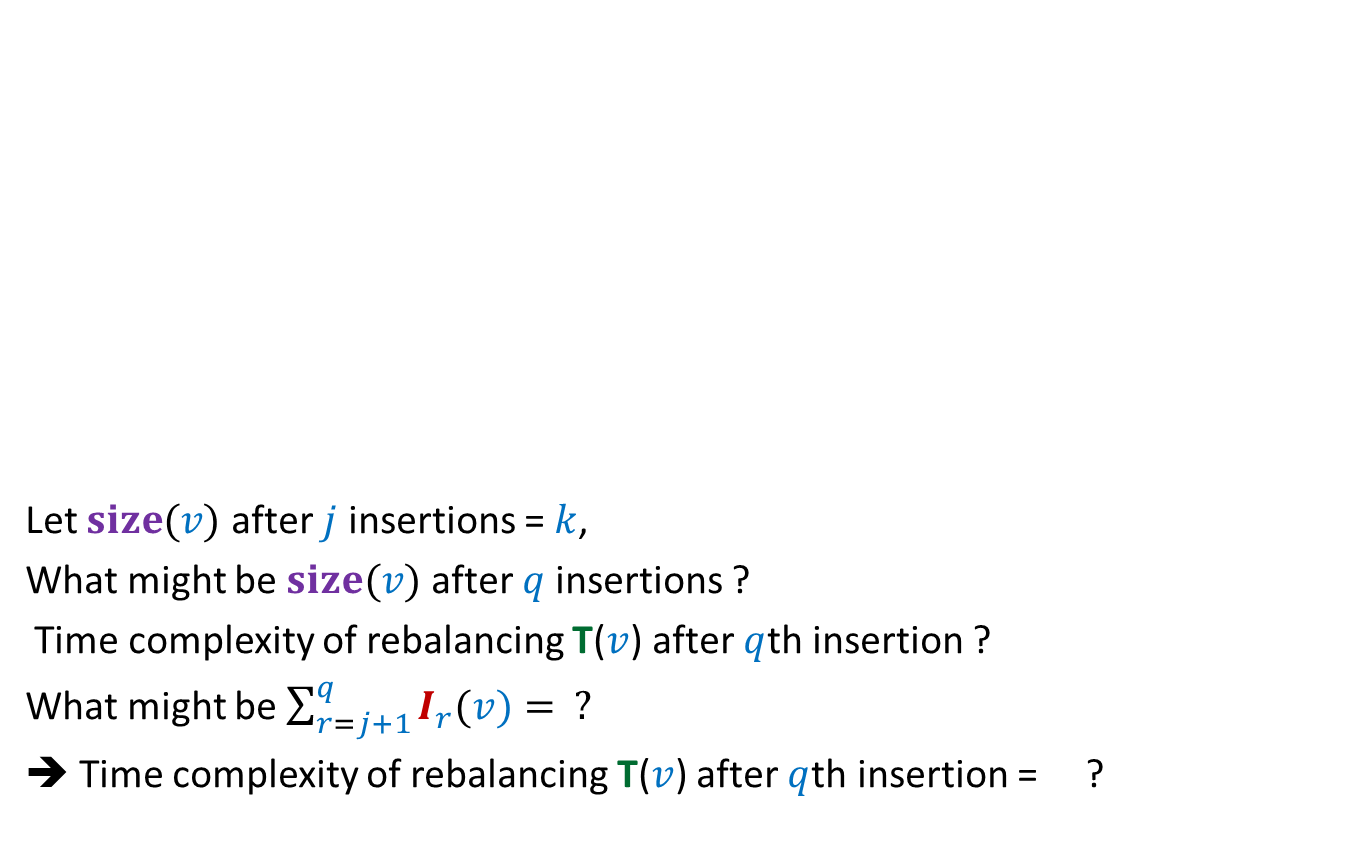 Let size(v) after j insertions = k,
What might be size(v) after q insertions ?
Time complexity of rebalancing T(v) after qth insertion ?
What might be ∑_{r=j+1}^{q} I_r(v) = ?
➔ Time complexity of rebalancing T(v) after qth insertion = ?